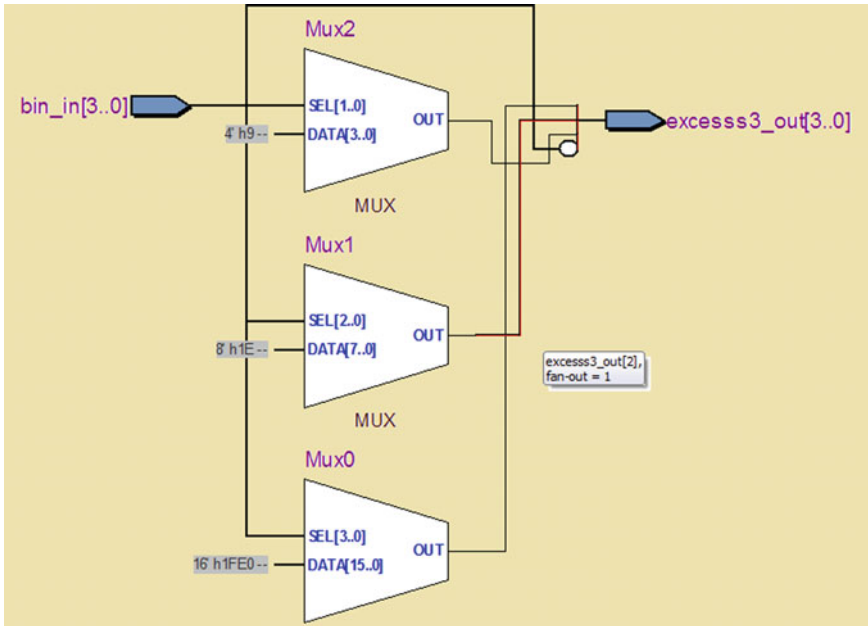 Mux2
bin_in[3..0]
SEL[1..0]
4' h9 --
DATA[3..0]
OUT
excesss3_out[3..0]
MUX
Mux1
SEL[2..0]
8' h1E --
DATA[7..0]
OUT
excesss3_out[2],
fan-out = 1
MUX
Mux0
SEL[3..0]
16' h1FE0 --
DATA[15..0]
OUT